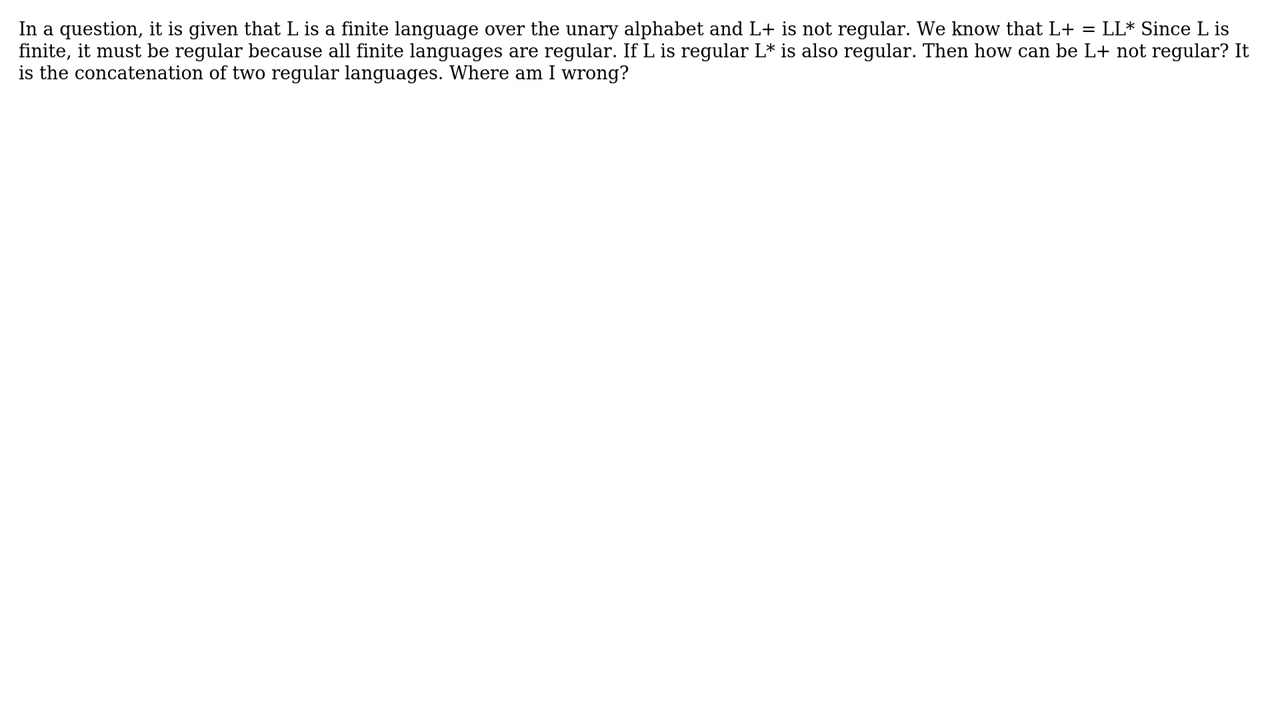 In a question, it is given that L is a finite language over the unary alphabet and L+ is not regular. We know that L+ = LL* Since L is
finite, it must be regular because all finite languages are regular. If L is regular L* is also regular. Then how can be L+ not regular? It
is the concatenation of two regular languages. Where am I wrong?